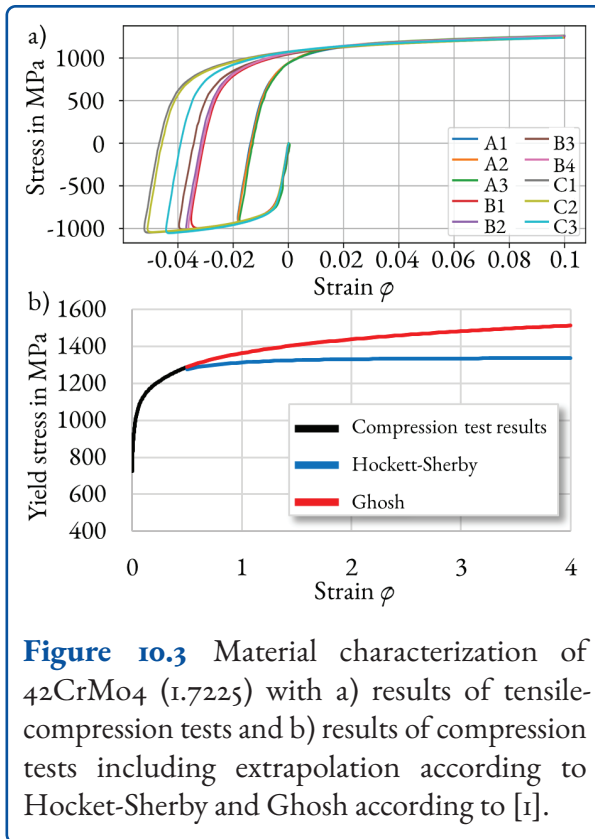 a)
Stress in MPa
1000
500
0
-500
-1000
A1
A2
A3
B1
B2
B3
B4
C1
C2
C3
-0.04 -0.02 0 0.02 0.04 0.06 0.08 0.1
Strain φ
b)
Yield stress in MPa
1600
1400
1200
1000
800
600
400
Compression test results
Hockett-Sherby
Ghosh
0 1 2 3 4
Strain φ
Figure 10.3 Material characterization of
42CrMo4 (1.7225) with a) results of tensile-
compression tests and b) results of compression
tests including extrapolation according to
Hocket-Sherby and Ghosh according to [1].